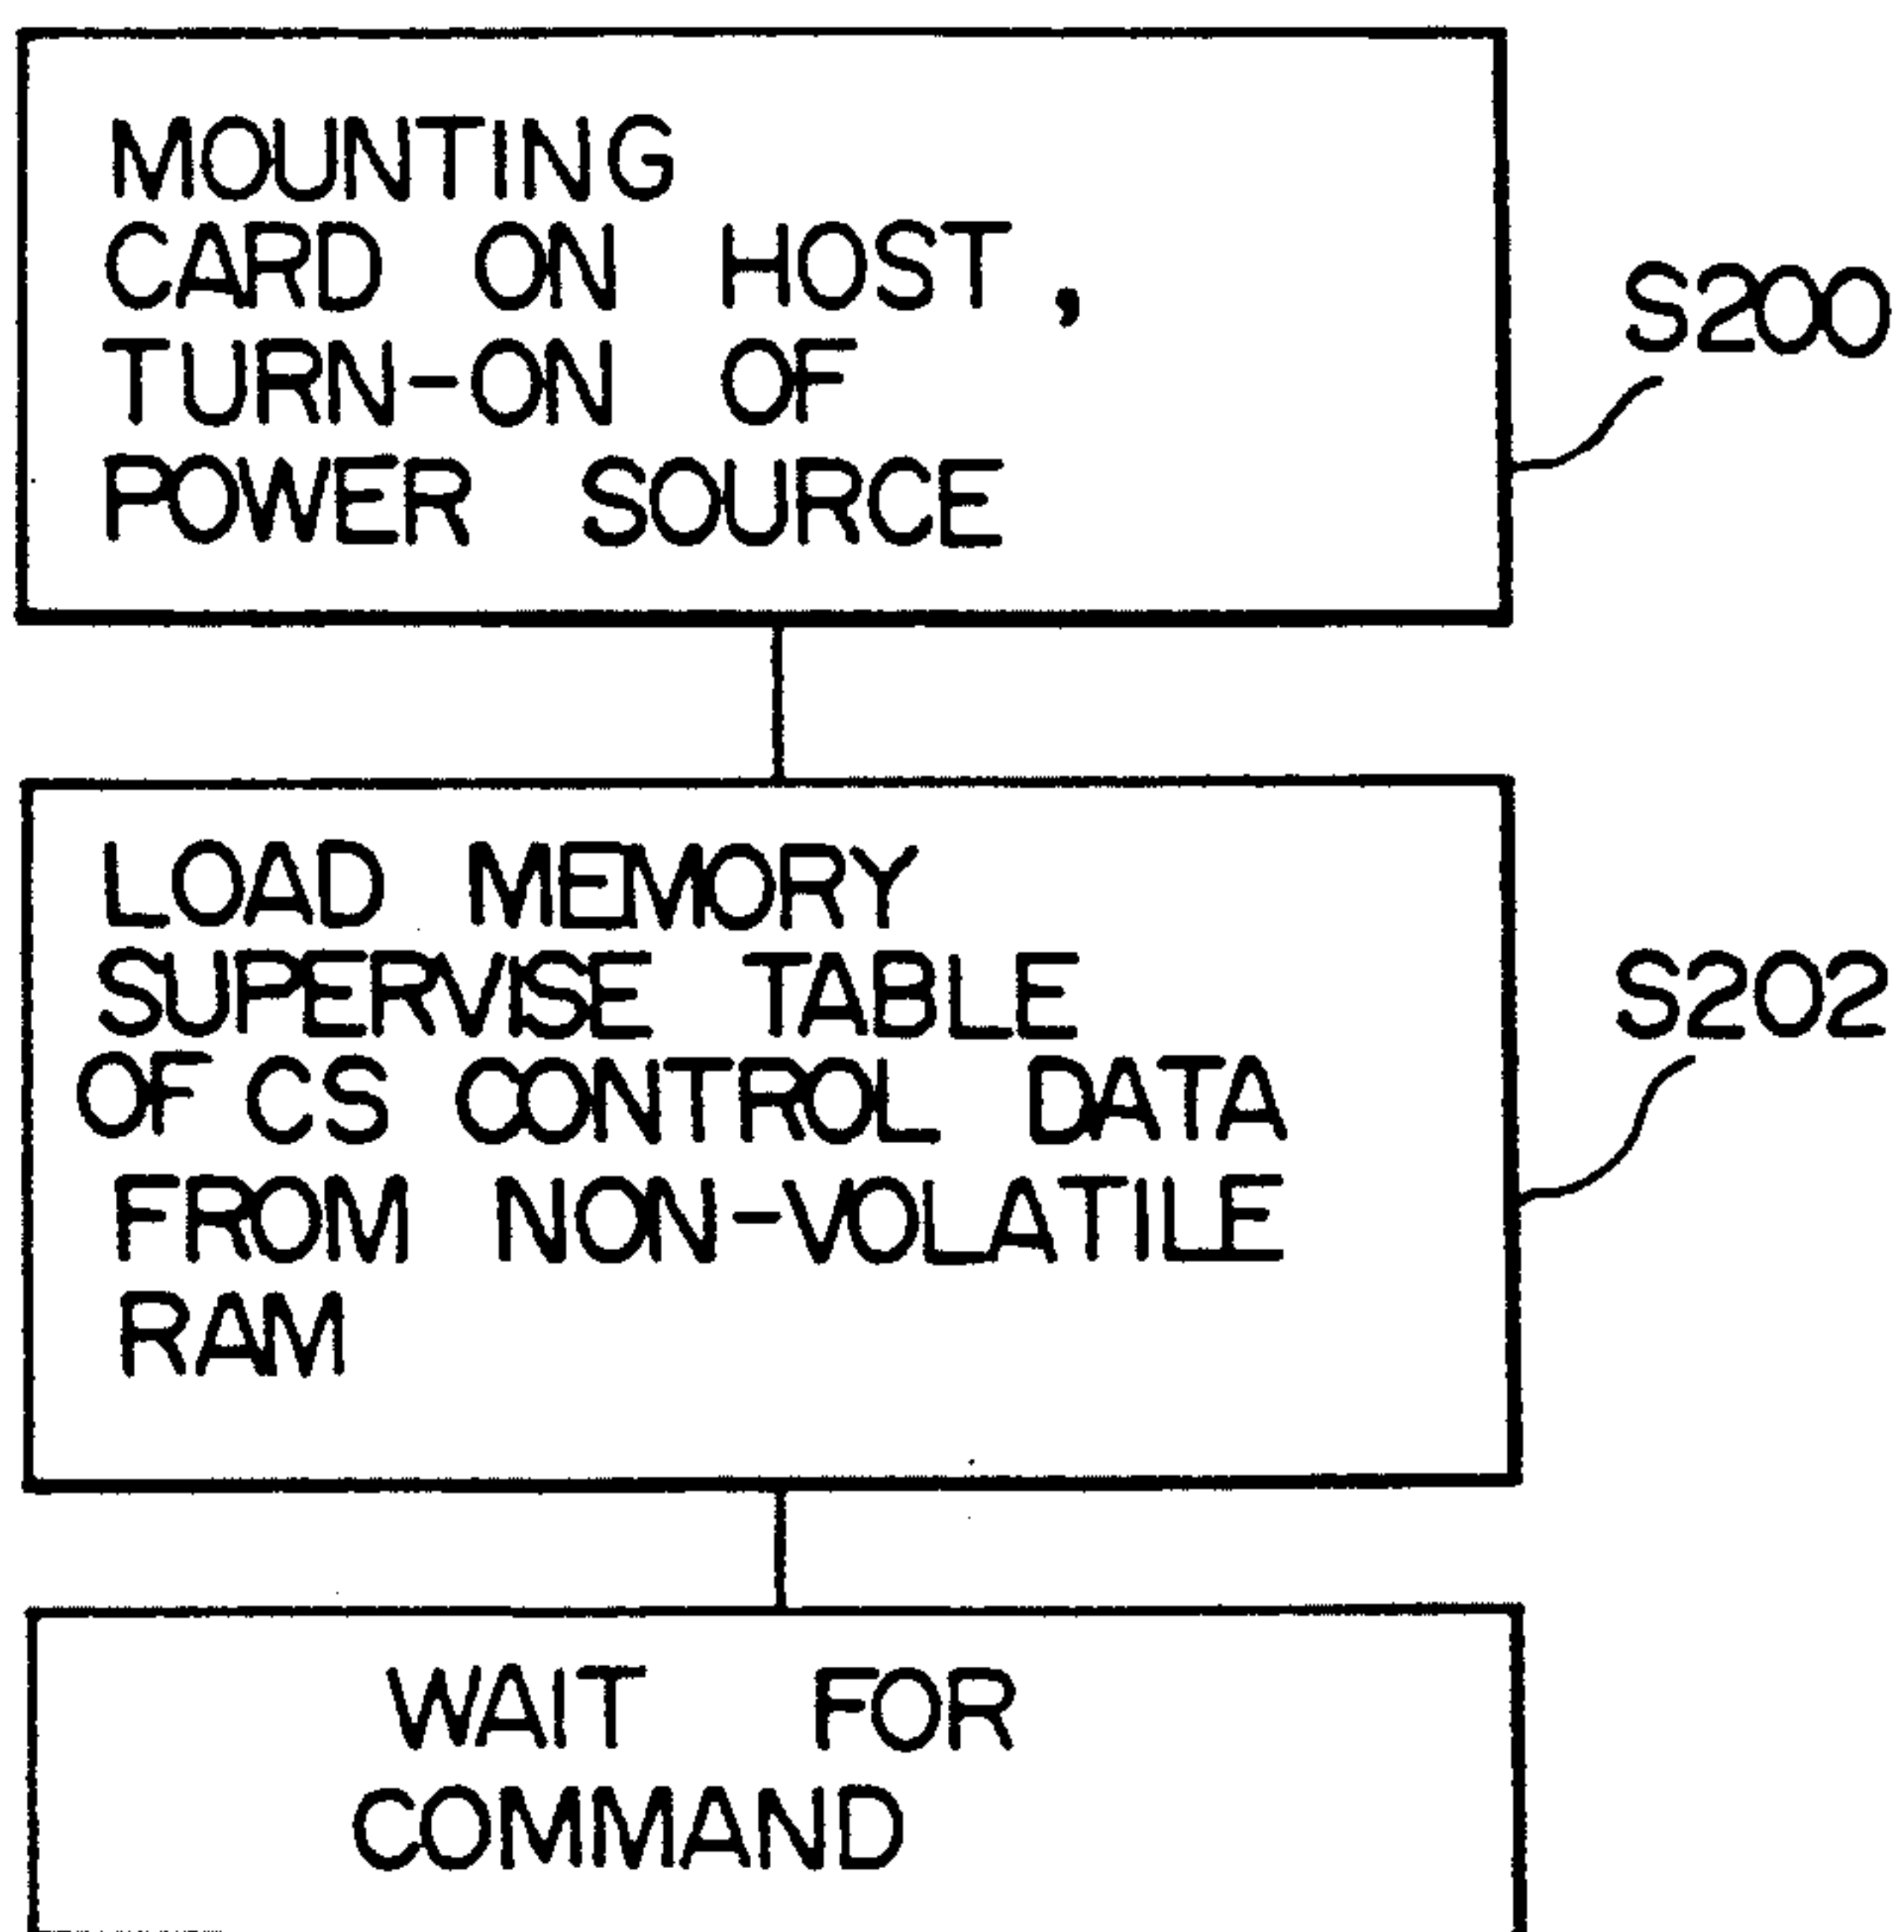 MOUNTING
CARD ON HOST,
TURN-ON OF
POWER SOURCE
S200
LOAD MEMORY
SUPERVISE TABLE
OF CS CONTROL DATA
FROM NON-VOLATILE
RAM
S202
WAIT FOR
COMMAND